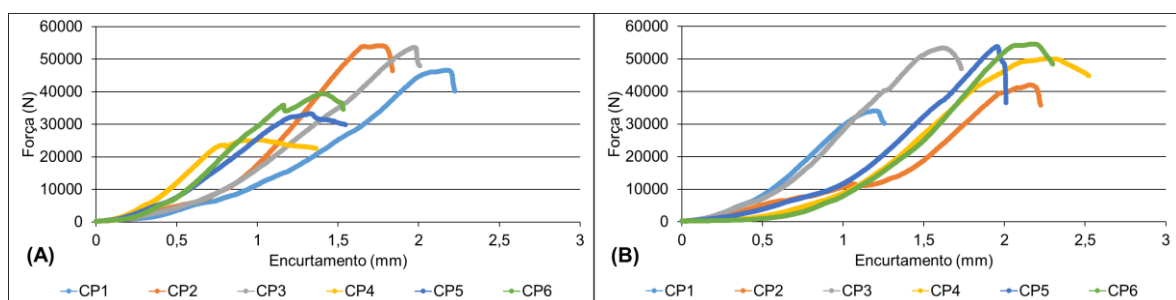 60000
50000
40000
30000
20000
10000
0
Força (N)
0 0,5 1 1,5 2 2,5 3
Encurtamento (mm)
(A)
CP1 CP2 CP3 CP4 CP5 CP6
60000
50000
40000
30000
20000
10000
0
Força (N)
0 0,5 1 1,5 2 2,5 3
Encurtamento (mm)
(B)
CP1 CP2 CP3 CP4 CP5 CP6